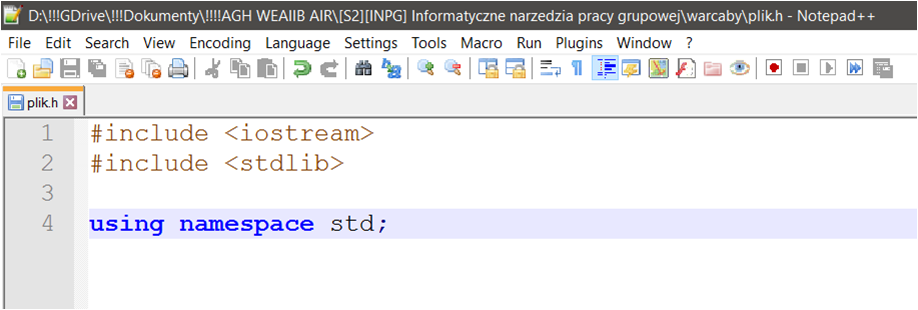 D:\!!!GDrive\!!!Dokumenty\!!!!AGH WEAIIB AIR\[S2][INPG] Informatyczne narzedzia pracy grupowej\warcaby\plik.h - Notepad++
File Edit Search View Encoding Language Settings Tools Macro Run Plugins Window ?
plik.h
1 #include <iostream>
2 #include <stdlib>
3
4 using namespace std;